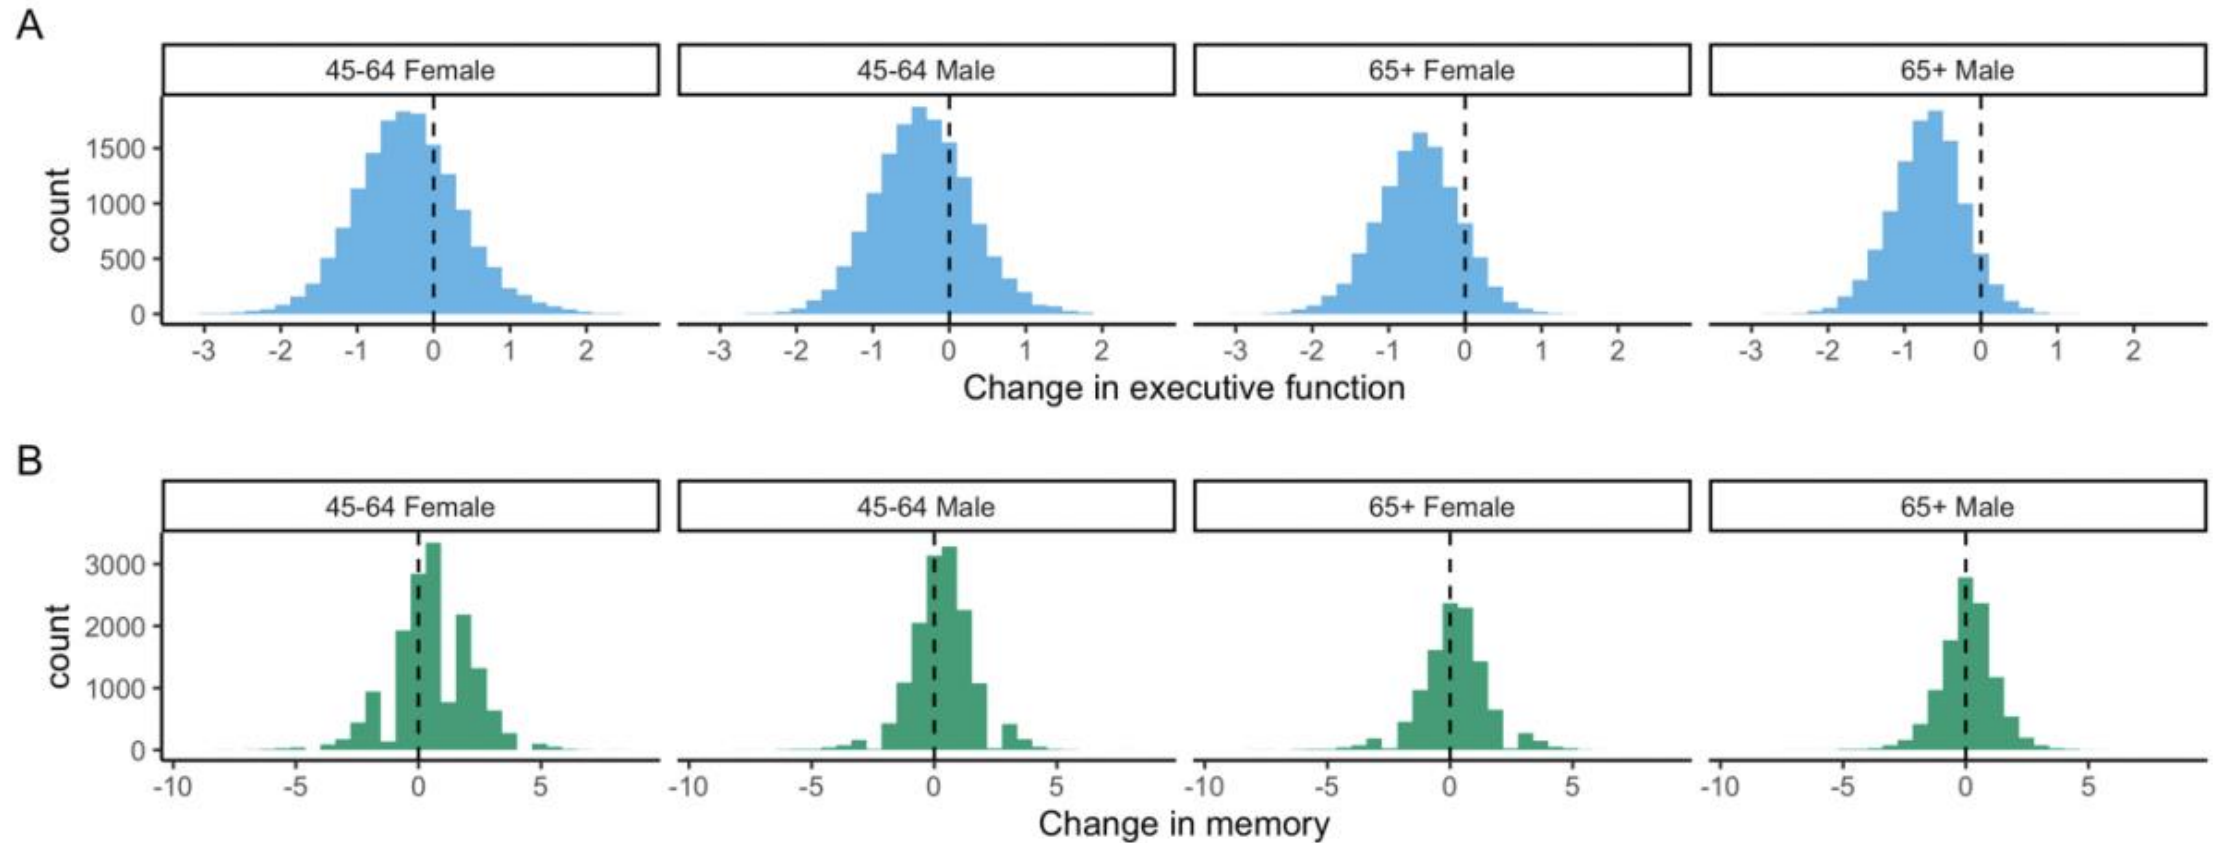 A
45-64 Female 45-64 Male 65+ Female 65+ Male
count
1500
1000
500
0
-3 -2 -1 0 1 2 -3 -2 -1 0 1 2 -3 -2 -1 0 1 2 -3 -2 -1 0 1 2
Change in executive function
B
45-64 Female 45-64 Male 65+ Female 65+ Male
count
3000
2000
1000
0
-10 -5 0 5 -10 -5 0 5 -10 -5 0 5 -10 -5 0 5
Change in memory